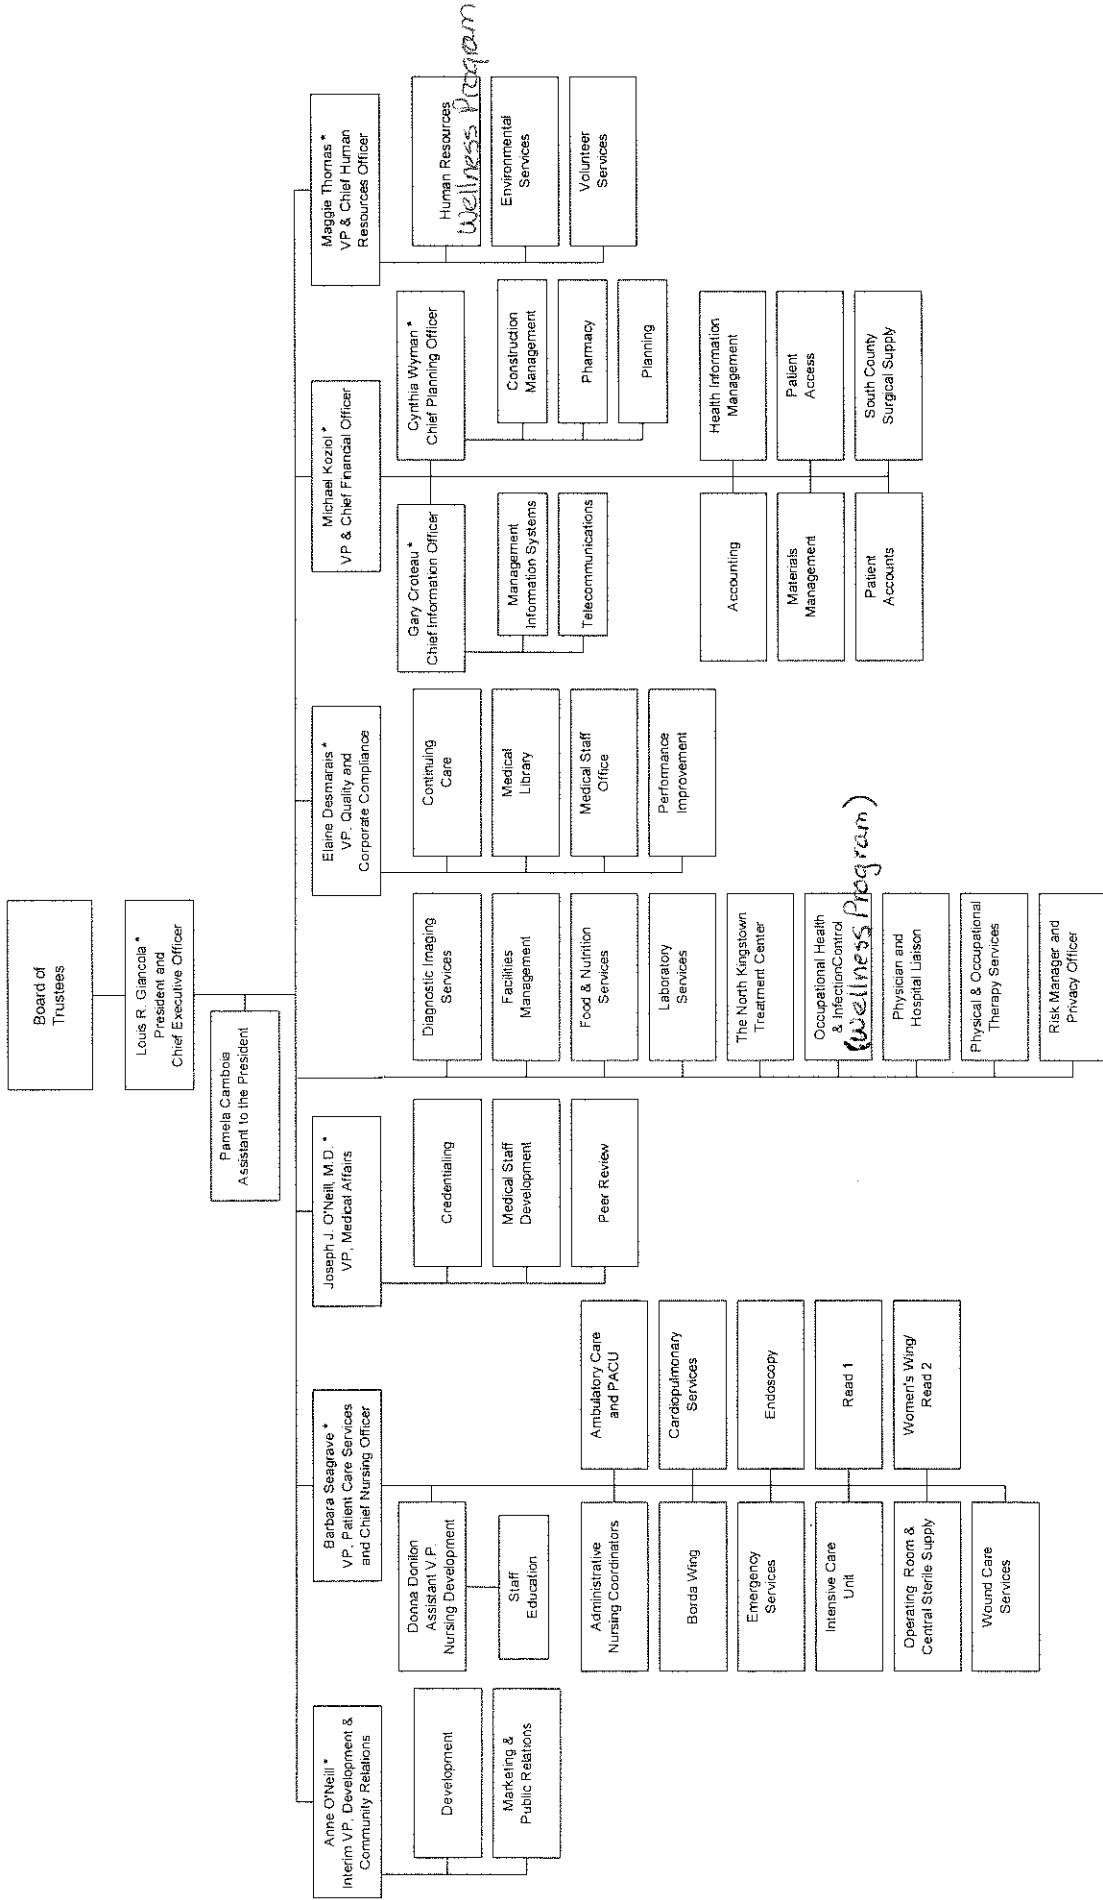 Board of
Trustees
Louis R. Giancola *
President and
Chief Executive Officer
Pamela Camboia
Assistant to the President
Anne O'Neill *
Interim VP, Development &
Community Relations
Development
Marketing &
Public Relations
Barbara Seagrave *
VP, Patient Care Services
and Chief Nursing Officer
Donna Donilon
Assistant V.P.
Nursing Development
Staff
Education
Administrative
Nursing Coordinators
Ambulatory Care
and PACU
Borda Wing
Cardiopulmonary
Services
Emergency
Services
Endoscopy
Intensive Care
Unit
Read 1
Operating Room &
Central Sterile Supply
Women's Wing/
Read 2
Wound Care
Services
Joseph J. O'Neill, M.D. *
VP, Medical Affairs
Credentialing
Medical Staff
Development
Peer Review
Diagnostic Imaging
Services
Facilities
Management
Food & Nutrition
Services
Laboratory
Services
The North Kingstown
Treatment Center
Occupational Health
& InfectionControl
(Wellness Program)
Physician and
Hospital Liaison
Physical & Occupational
Therapy Services
Risk Manager and
Privacy Officer
Elaine Desmarais *
VP, Quality and
Corporate Compliance
Continuing
Care
Medical
Library
Medical Staff
Office
Performance
Improvement
Michael Koziol *
VP & Chief Financial Officer
Gary Croteau *
Chief Information Officer
Management
Information Systems
Telecommunications
Cynthia Wyman *
Chief Planning Officer
Construction
Management
Pharmacy
Planning
Accounting
Health Information
Management
Materials
Management
Patient
Access
Patient
Accounts
South County
Surgical Supply
Maggie Thomas *
VP & Chief Human
Resources Officer
Human Resources
Wellness Program
Environmental
Services
Volunteer
Services